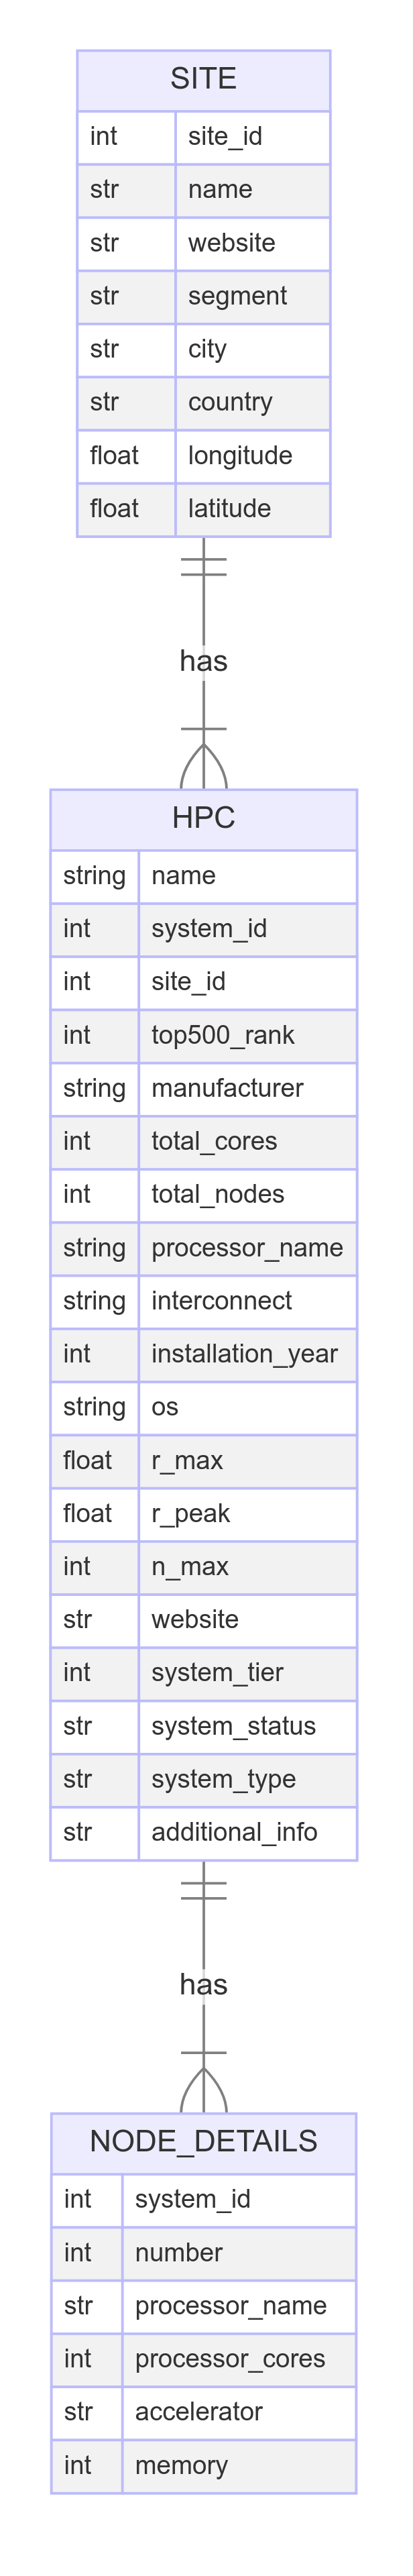 SITE
int site_id
str name
str website
str segment
str city
str country
float longitude
float latitude
has
HPC
string name
int system_id
int site_id
int top500_rank
string manufacturer
int total_cores
int total_nodes
string processor_name
string interconnect
int installation_year
string os
float r_max
float r_peak
int n_max
str website
int system_tier
str system_status
str system_type
str additional_info
has
NODE_DETAILS
int system_id
int number
str processor_name
int processor_cores
str accelerator
int memory